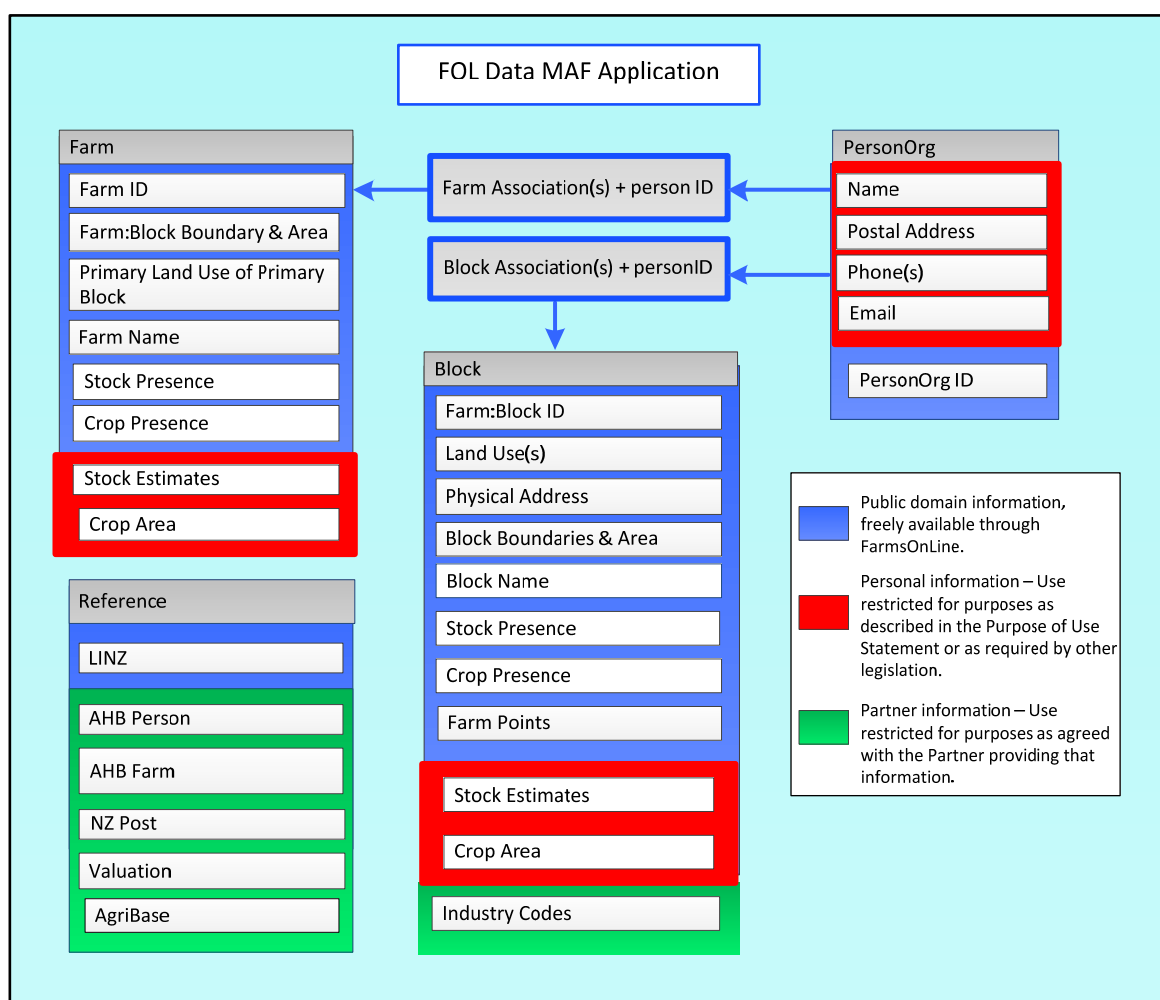 FOL Data MAF Application
Farm
Farm ID
Farm:Block Boundary & Area
Primary Land Use of Primary
Block
Farm Name
Stock Presence
Crop Presence
Stock Estimates
Crop Area
Farm Association(s) + person ID
Block Association(s) + personID
PersonOrg
Name
Postal Address
Phone(s)
Email
PersonOrg ID
Block
Farm:Block ID
Land Use(s)
Physical Address
Block Boundaries & Area
Block Name
Stock Presence
Crop Presence
Farm Points
Stock Estimates
Crop Area
Industry Codes
Reference
LINZ
AHB Person
AHB Farm
NZ Post
Valuation
AgriBase
Public domain information,
freely available through
FarmsOnLine.
Personal information – Use
restricted for purposes as
described in the Purpose of Use
Statement or as required by other
legislation.
Partner information – Use
restricted for purposes as agreed
with the Partner providing that
information.